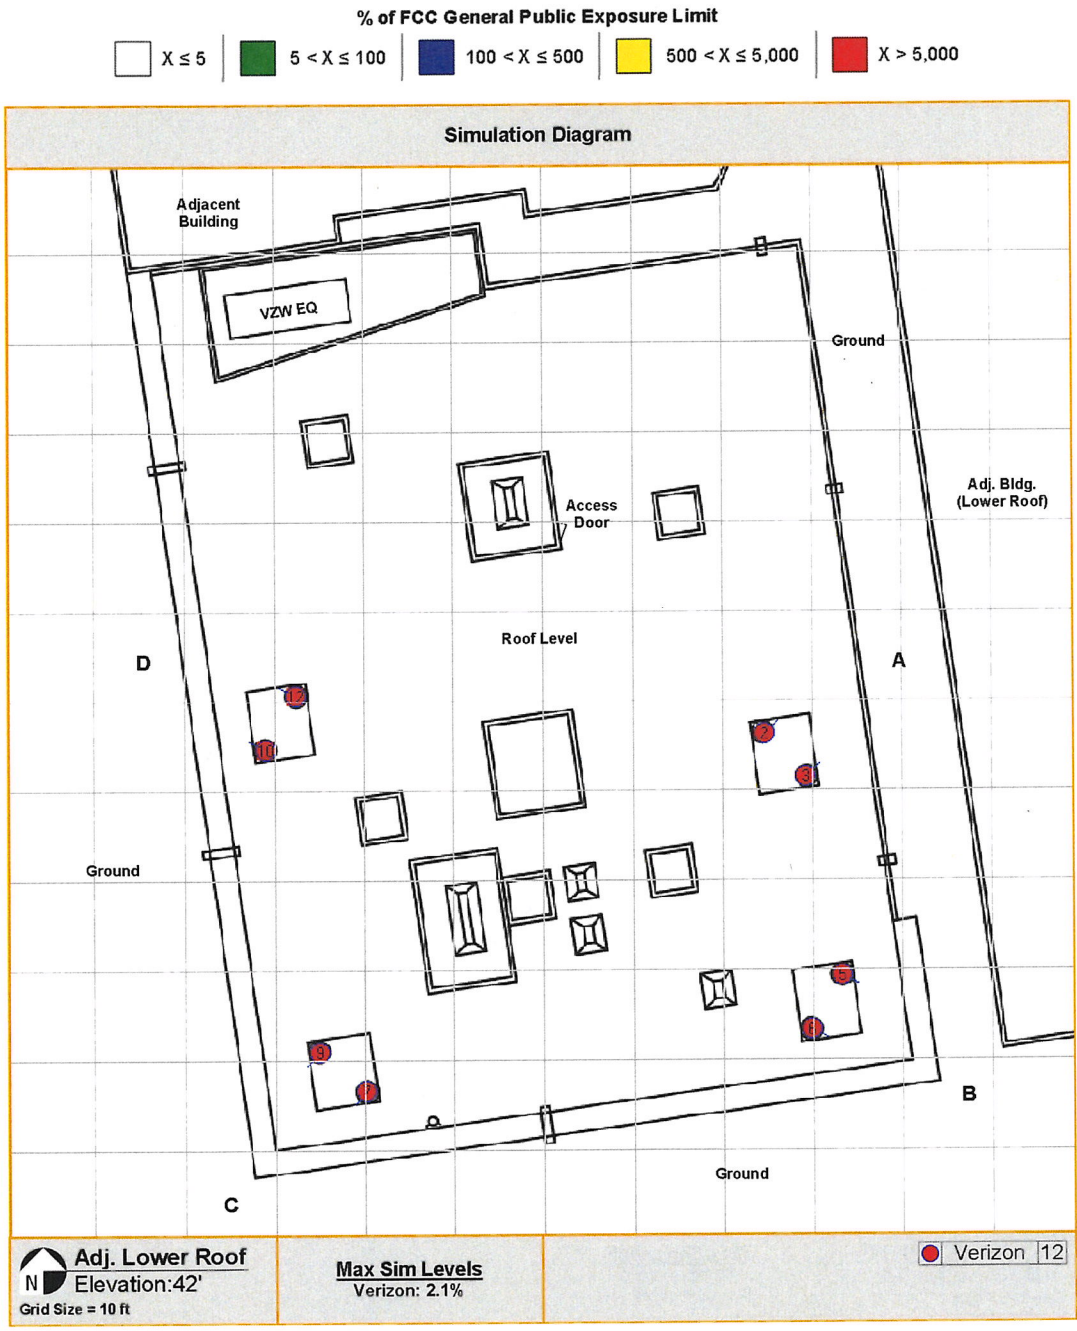 % of FCC General Public Exposure Limit
X ≤ 5
5 < X ≤ 100
100 < X ≤ 500
500 < X ≤ 5,000
X > 5,000
Simulation Diagram
Adjacent
Building
VZW EQ
Ground
Adj. Bldg.
(Lower Roof)
Access
Door
Roof Level
D
A
12
10
2
3
Ground
5
6
9
7
B
Ground
C
N
Adj. Lower Roof
Elevation:42'
Grid Size = 10 ft
Max Sim Levels
Verizon: 2.1%
Verizon 12